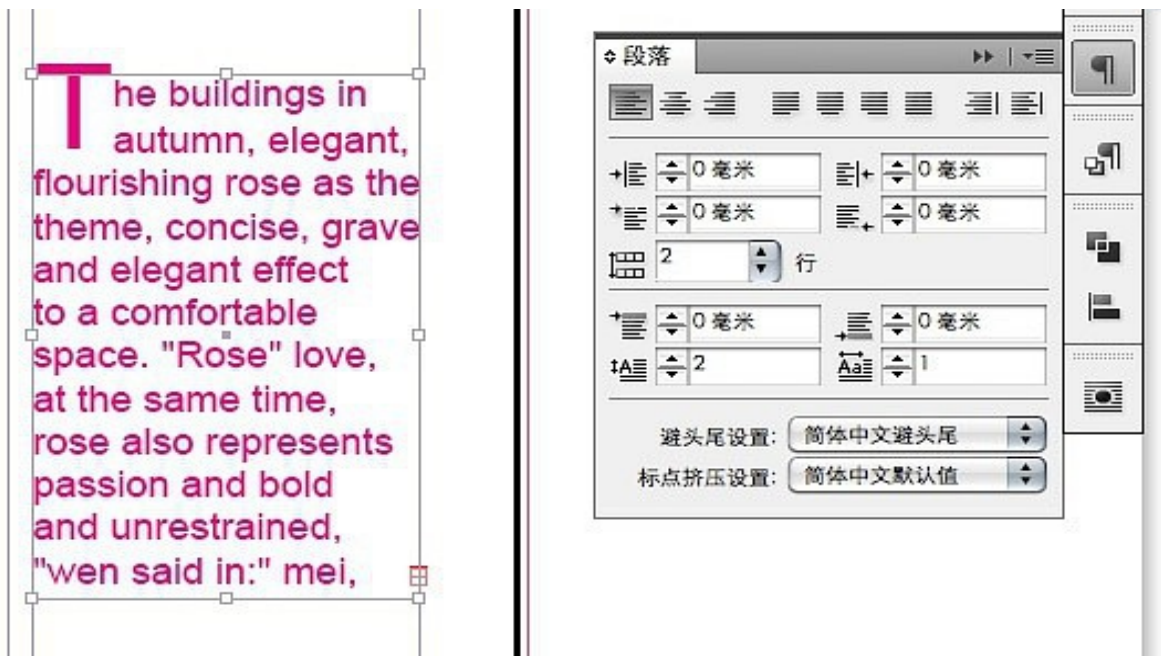 The buildings in
autumn, elegant,
flourishing rose as the
theme, concise, grave
and elegant effect
to a comfortable
space. "Rose" love,
at the same time,
rose also represents
passion and bold
and unrestrained,
"wen said in:" mei,
段落
0 毫米
0 毫米
0 毫米
0 毫米
2 行
0 毫米
0 毫米
2
1
避头尾设置: 简体中文避头尾
标点挤压设置: 简体中文默认值